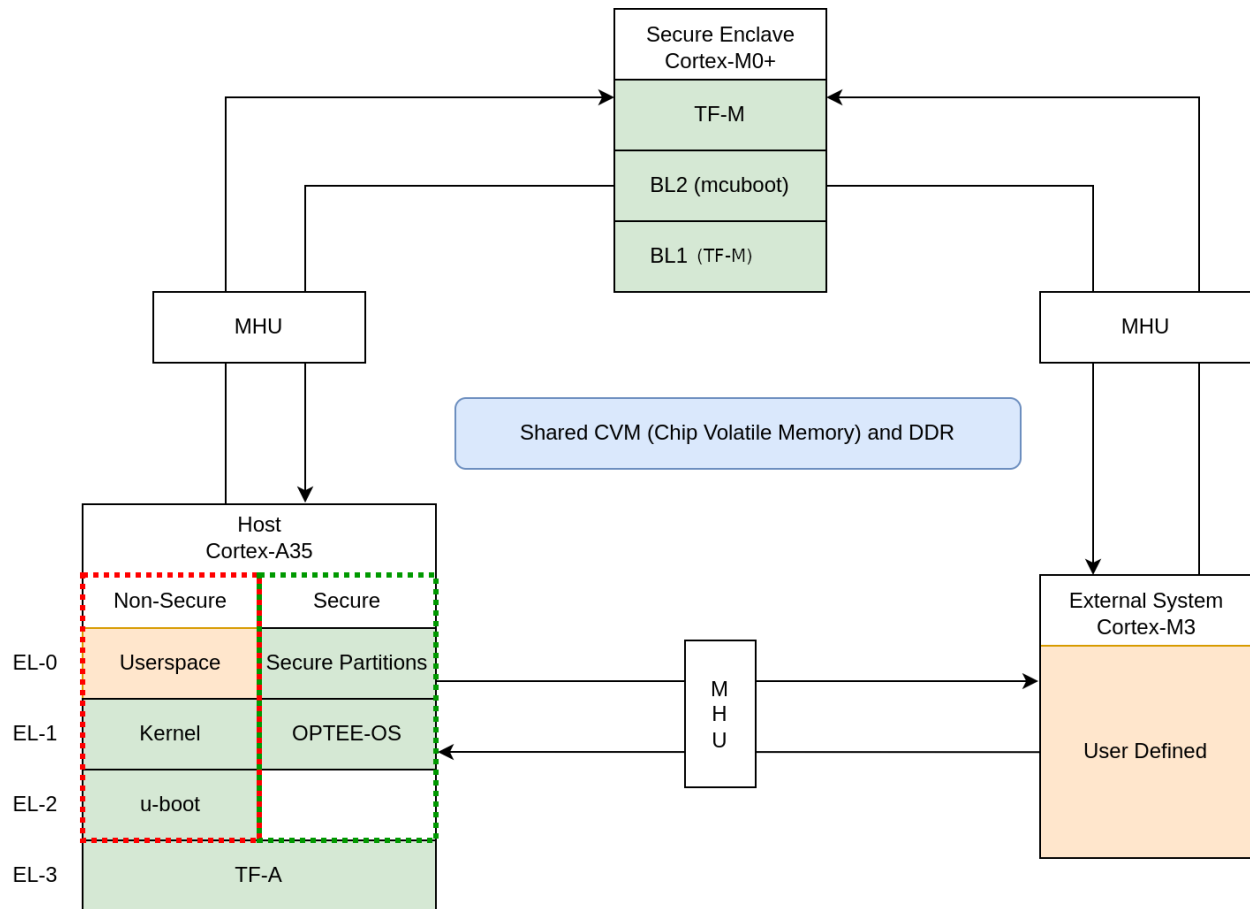 Secure Enclave
Cortex-M0+
TF-M
BL2 (mcuboot)
BL1 (TF-M)
MHU
MHU
Shared CVM (Chip Volatile Memory) and DDR
Host
Cortex-A35
Non-Secure
Secure
External System
Cortex-M3
EL-0
Userspace
Secure Partitions
EL-1
Kernel
OPTEE-OS
EL-2
u-boot
EL-3
TF-A
M
H
U
User Defined